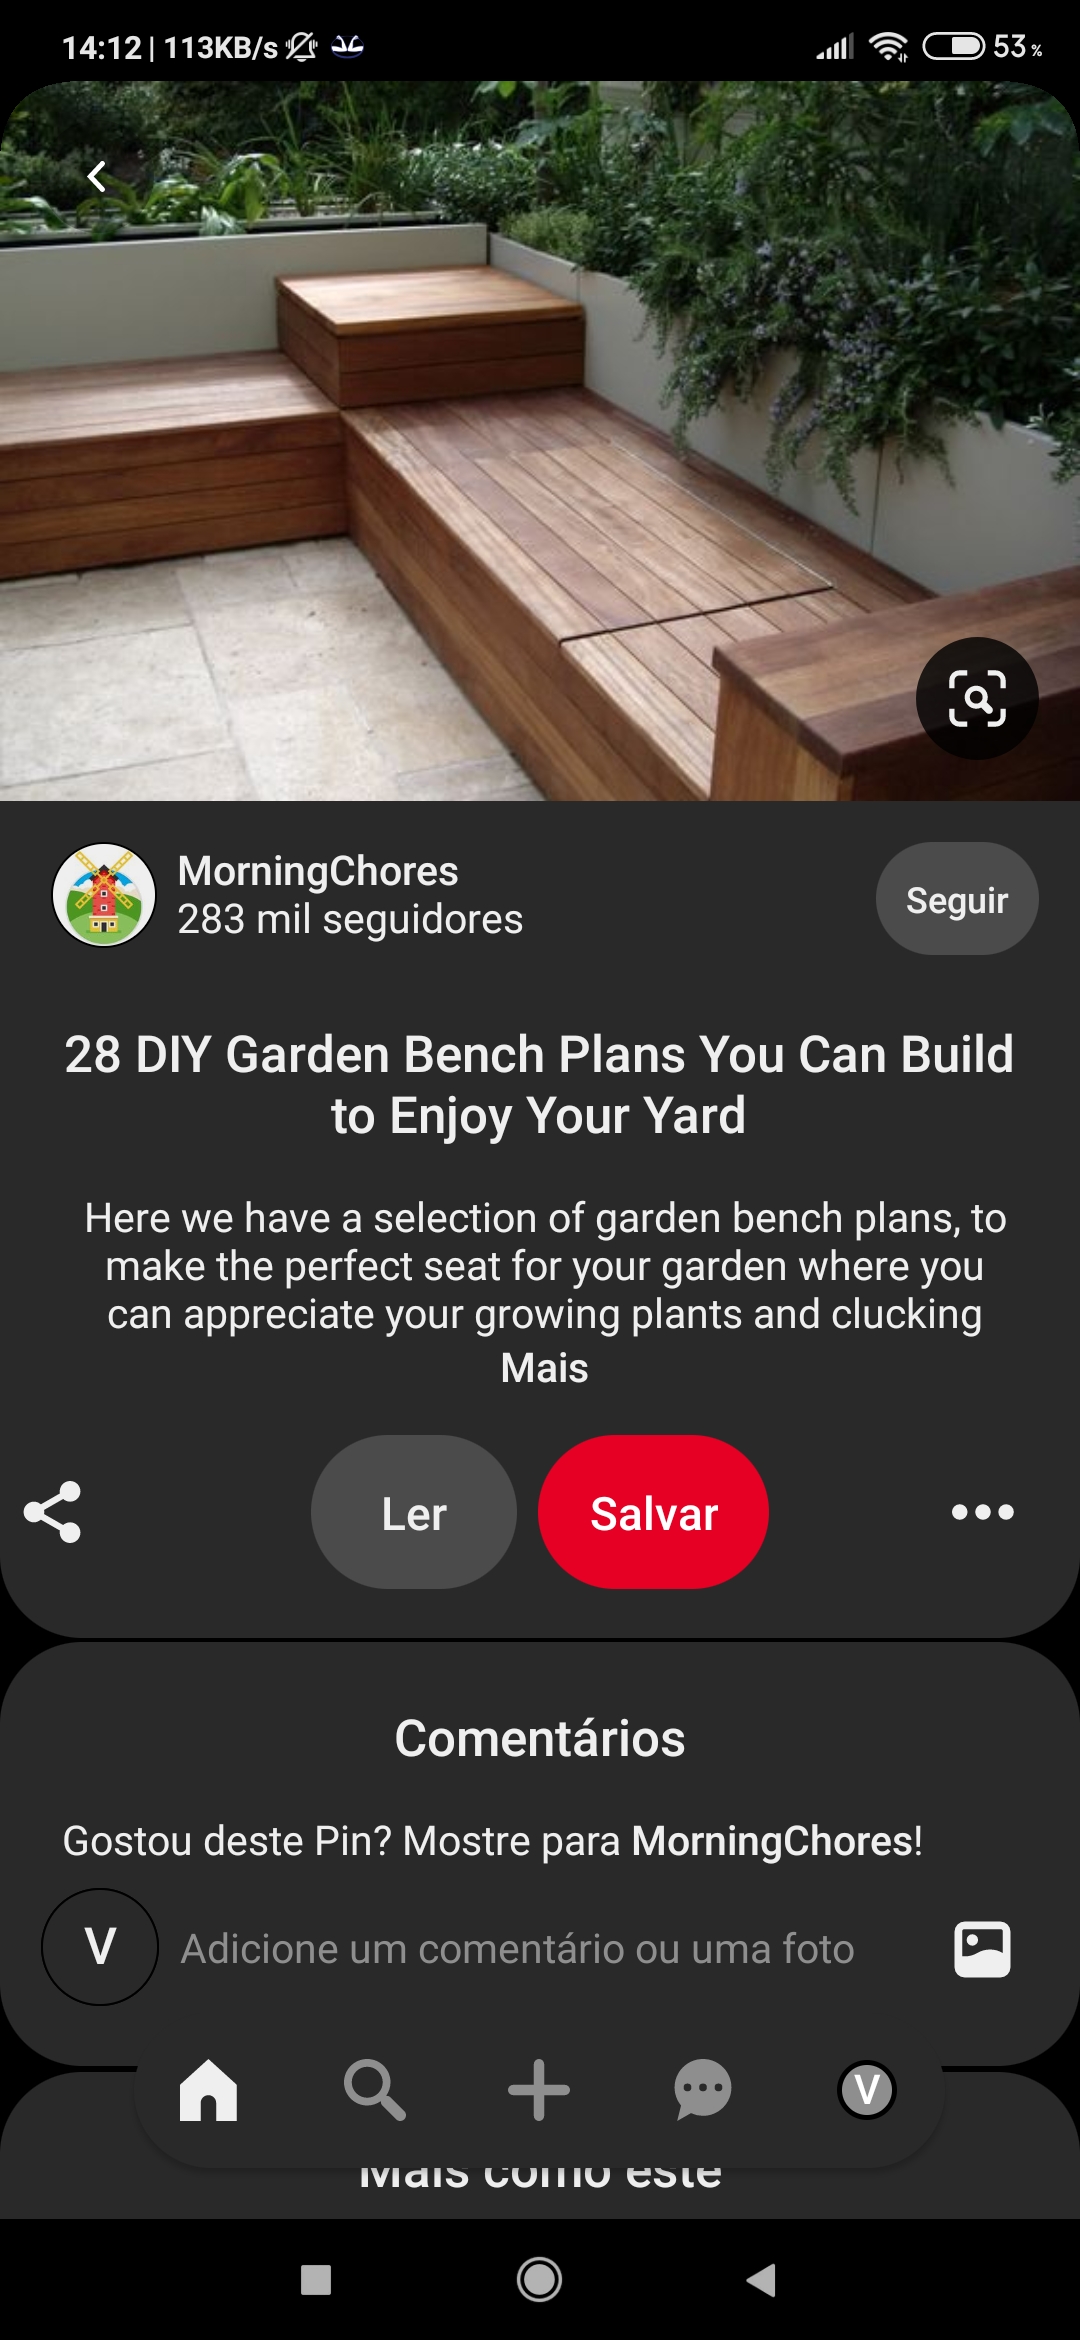 14:12 | 113KB/s
53%
MorningChores
283 mil seguidores
Seguir
28 DIY Garden Bench Plans You Can Build
to Enjoy Your Yard
Here we have a selection of garden bench plans, to
make the perfect seat for your garden where you
can appreciate your growing plants and clucking
Mais
Ler
Salvar
Comentários
Gostou deste Pin? Mostre para MorningChores!
V
Adicione um comentário ou uma foto
V
Mais como este